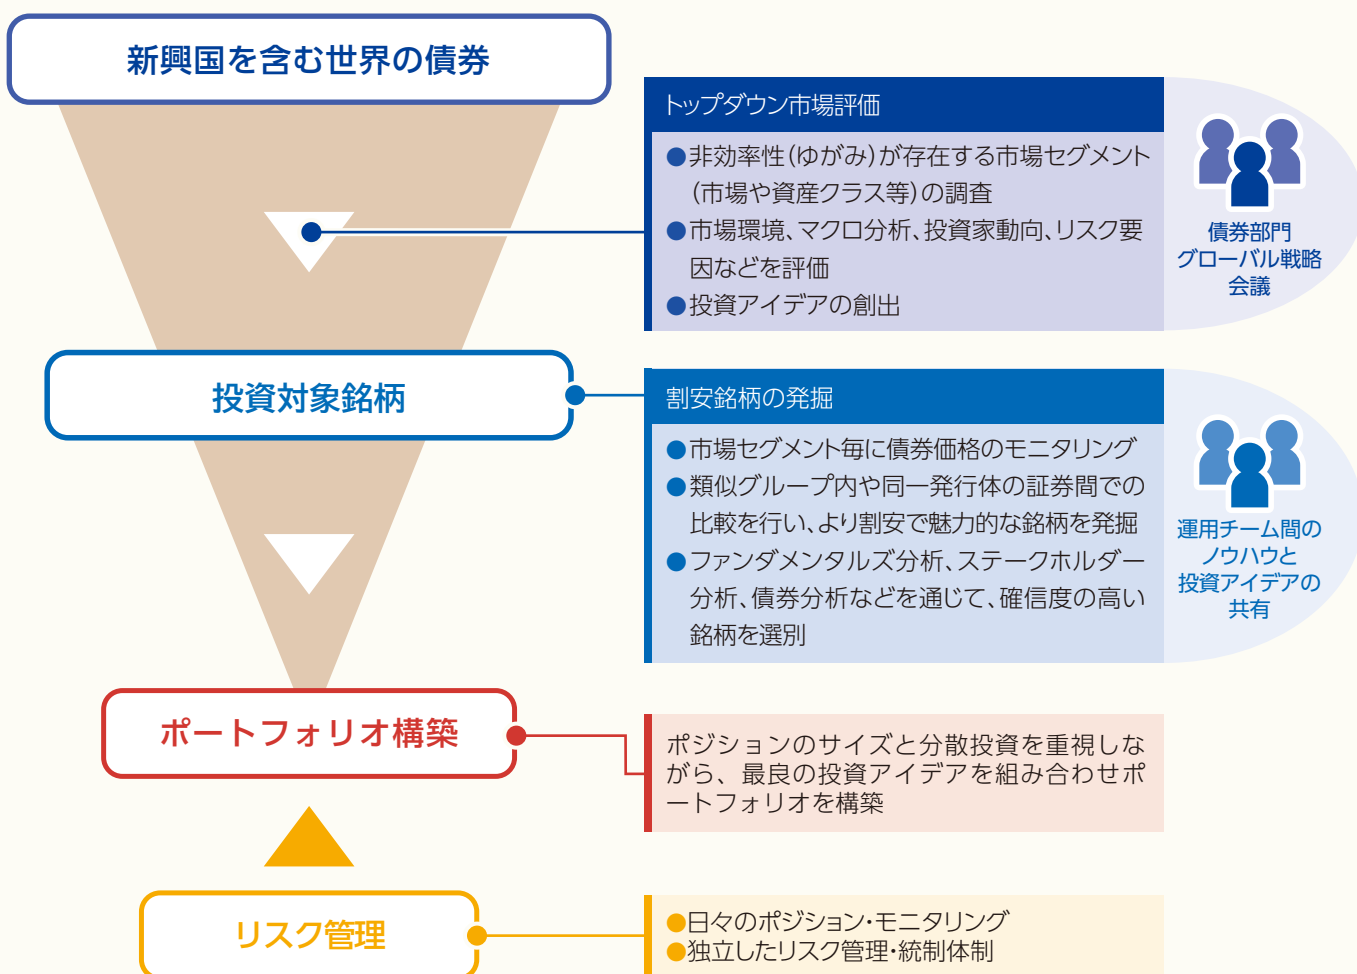 新興国を含む世界の債券
トップダウン市場評価
●非効率性(ゆがみ)が存在する市場セグメント
(市場や資産クラス等)の調査
●市場環境、マクロ分析、投資家動向、リスク要
因などを評価
●投資アイデアの創出
債券部門
グローバル戦略
会議
投資対象銘柄
割安銘柄の発掘
●市場セグメント毎に債券価格のモニタリング
●類似グループ内や同一発行体の証券間での
比較を行い、より割安で魅力的な銘柄を発掘
●ファンダメンタルズ分析、ステークホルダー
分析、債券分析などを通じて、確信度の高い
銘柄を選別
運用チーム間の
ノウハウと
投資アイデアの
共有
ポートフォリオ構築
ポジションのサイズと分散投資を重視しな
がら、最良の投資アイデアを組み合わせポ
ートフォリオを構築
リスク管理
●日々のポジション・モニタリング
●独立したリスク管理・統制体制